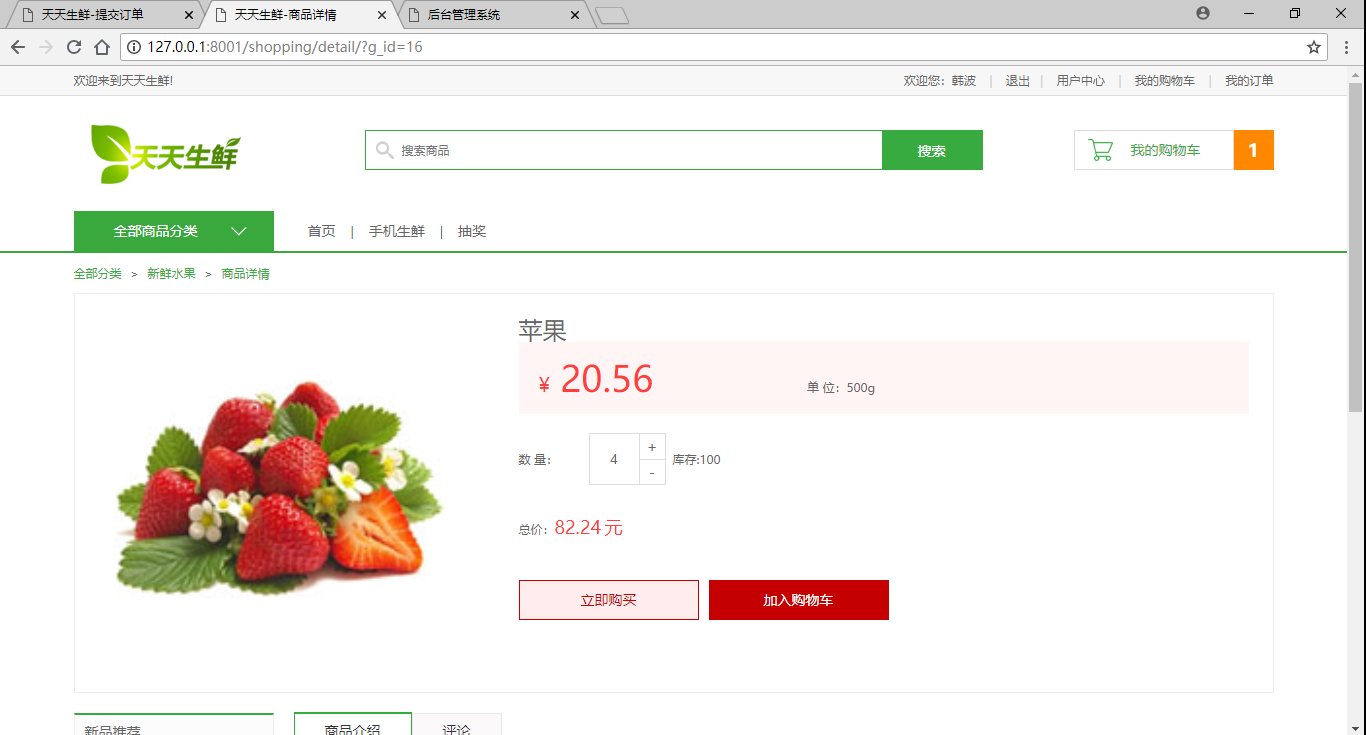 天天生鲜-提交订单 天天生鲜-商品详情 后台管理系统
127.0.0.1:8001/shopping/detail/?g_id=16
欢迎来到天天生鲜! 欢迎您：韩波 | 退出 | 用户中心 | 我的购物车 | 我的订单
天天生鲜 搜索商品 搜索 我的购物车 1
全部商品分类 首页 | 手机生鲜 | 抽奖
全部分类 > 新鲜水果 > 商品详情
苹果
¥ 20.56 单 位：500g
数 量： 4 + - 库存:100
总价：82.24 元
立即购买 加入购物车
新品推荐 商品介绍 评论